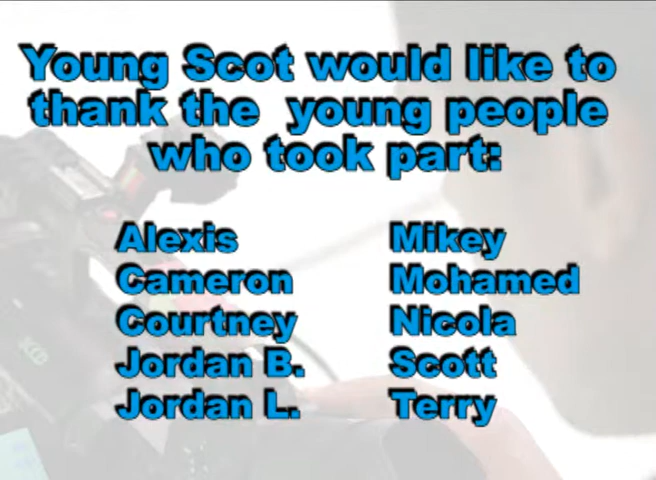 Young Scot would like to
thank the young people
who took part:
Alexis
Cameron
Courtney
Jordan B.
Jordan L.
Mikey
Mohamed
Nicola
Scott
Terry